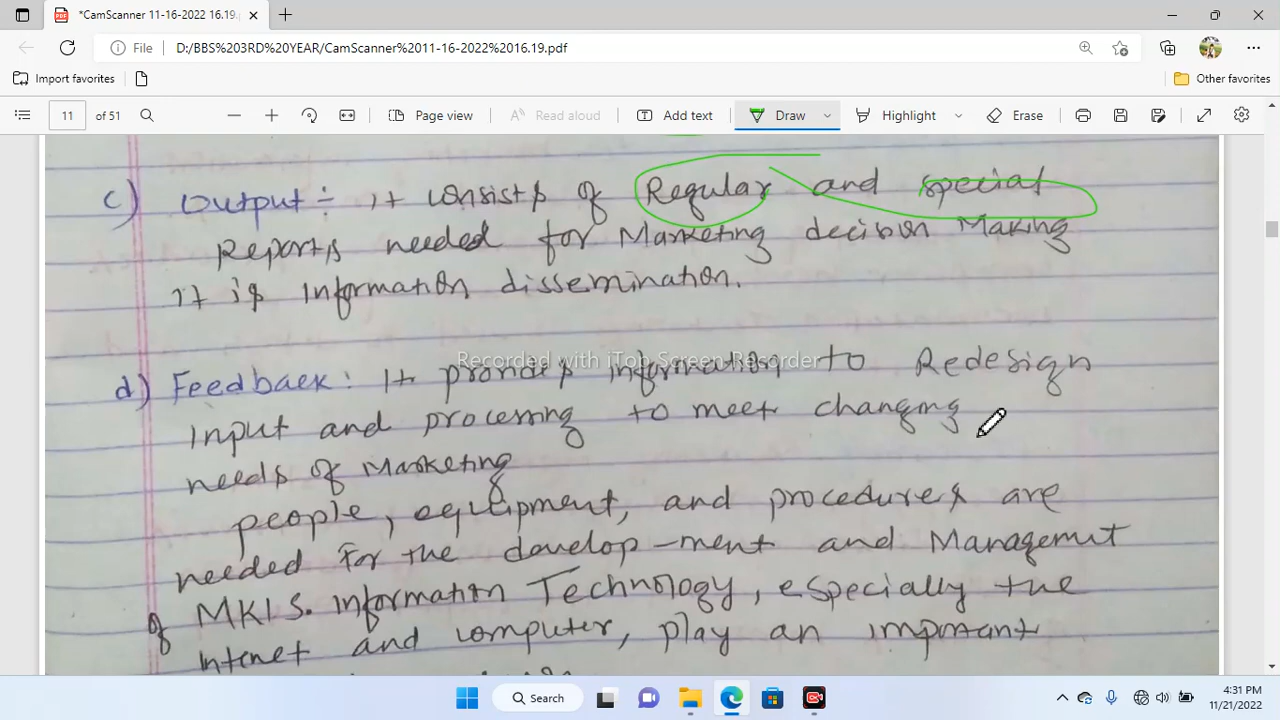 *CamScanner 11-16-2022 16.19.
File D:/BBS%203RD%20YEAR/CamScanner%2011-16-2022%2016.19.pdf
Import favorites
Other favorites
11 of 51
Page view
Read aloud
Add text
Draw
Highlight
Erase
c) Output :- it consists of Regular and special
Reports needed for Marketing decision Making
it is information dissemination.
Recorded with iTop Screen Recorder
d) Feedback: It provides information to Redesign
input and processing to meet changing
needs of Marketing
people, equipment, and procedures are
needed for the develop-ment and Managemnt
of MKIS. Information Technology, especially the
intenet and computer, play an important
Search
4:31 PM
11/21/2022